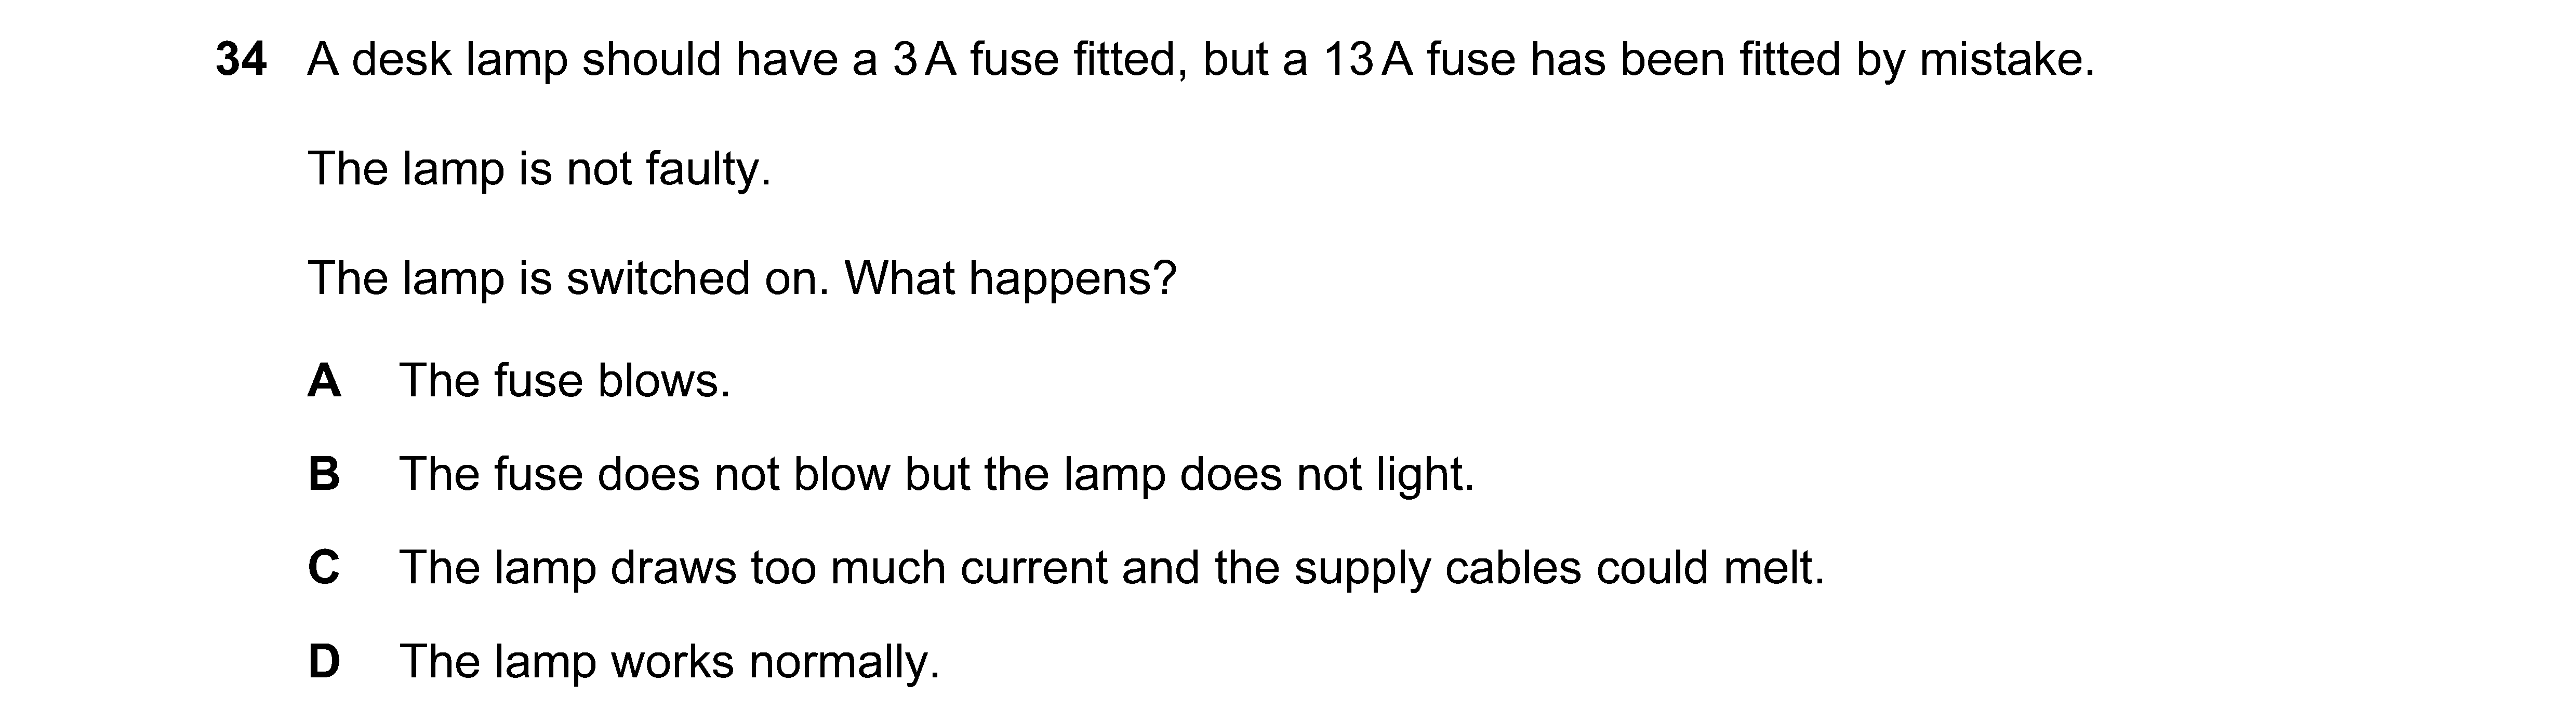 34 A desk lamp should have a 3 A fuse fitted, but a 13 A fuse has been fitted by mistake.
The lamp is not faulty.
The lamp is switched on. What happens?
A The fuse blows.
B The fuse does not blow but the lamp does not light.
C The lamp draws too much current and the supply cables could melt.
D The lamp works normally.